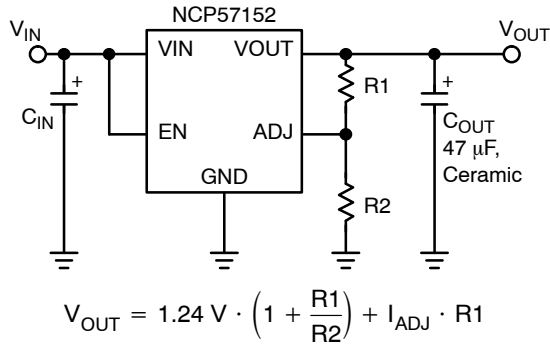 NCP57152
V_IN
VIN
VOUT
V_OUT
+
R1
+
C_IN
EN
ADJ
C_OUT
47 μF,
Ceramic
GND
R2
V_OUT = 1.24 V · (1 + R1/R2) + I_ADJ · R1